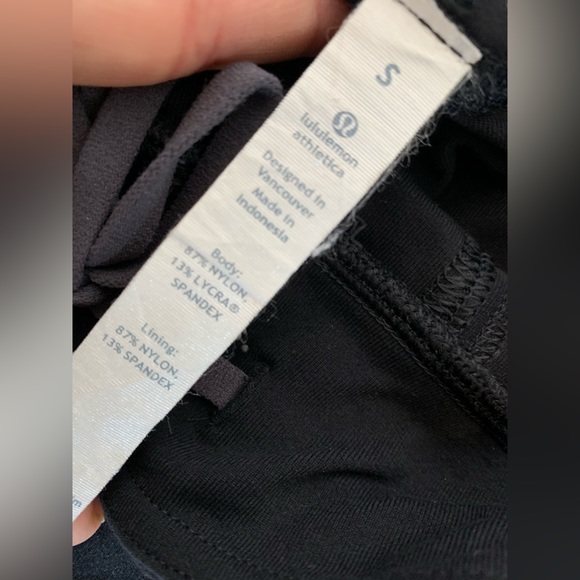 S
lululemon
athletica
Designed in
Vancouver
Made in
Indonesia
Body:
87% NYLON,
13% LYCRA®
SPANDEX
Lining:
87% NYLON,
13% SPANDEX